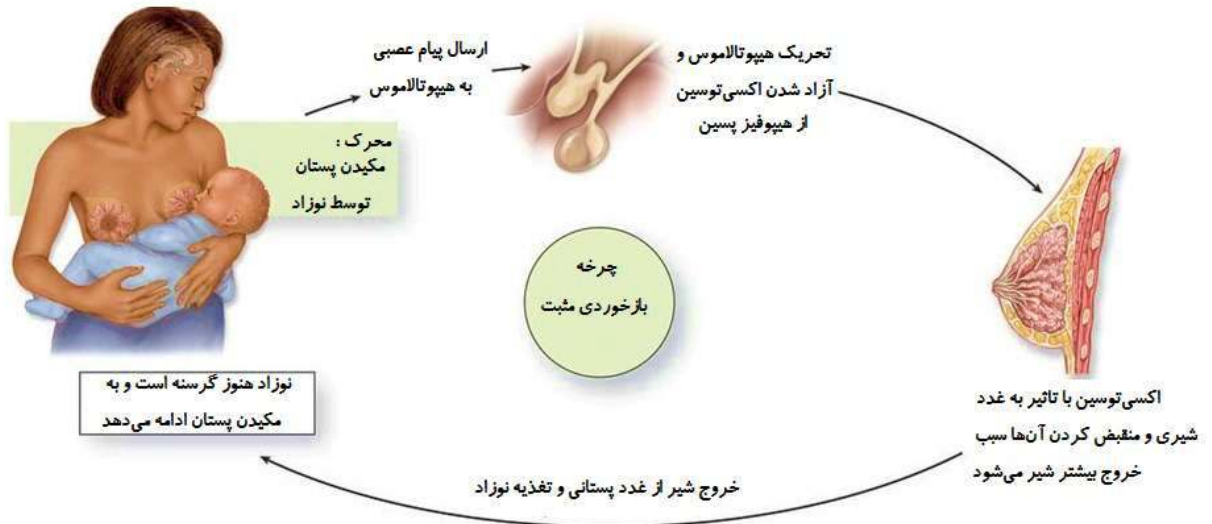 محرک :
مکیدن پستان
توسط نوزاد
ارسال پیام عصبی
به هیپوتالاموس
تحریک هیپوتالاموس و
آزاد شدن اکسی‌توسین
از هیپوفیز پسین
اکسی‌توسین با تاثیر به غدد
شیری و منقبض کردن آن‌ها سبب
خروج بیشتر شیر می‌شود
خروج شیر از غدد پستانی و تغذیه نوزاد
نوزاد هنوز گرسنه است و به
مکیدن پستان ادامه می‌دهد
چرخه
بازخوردی مثبت